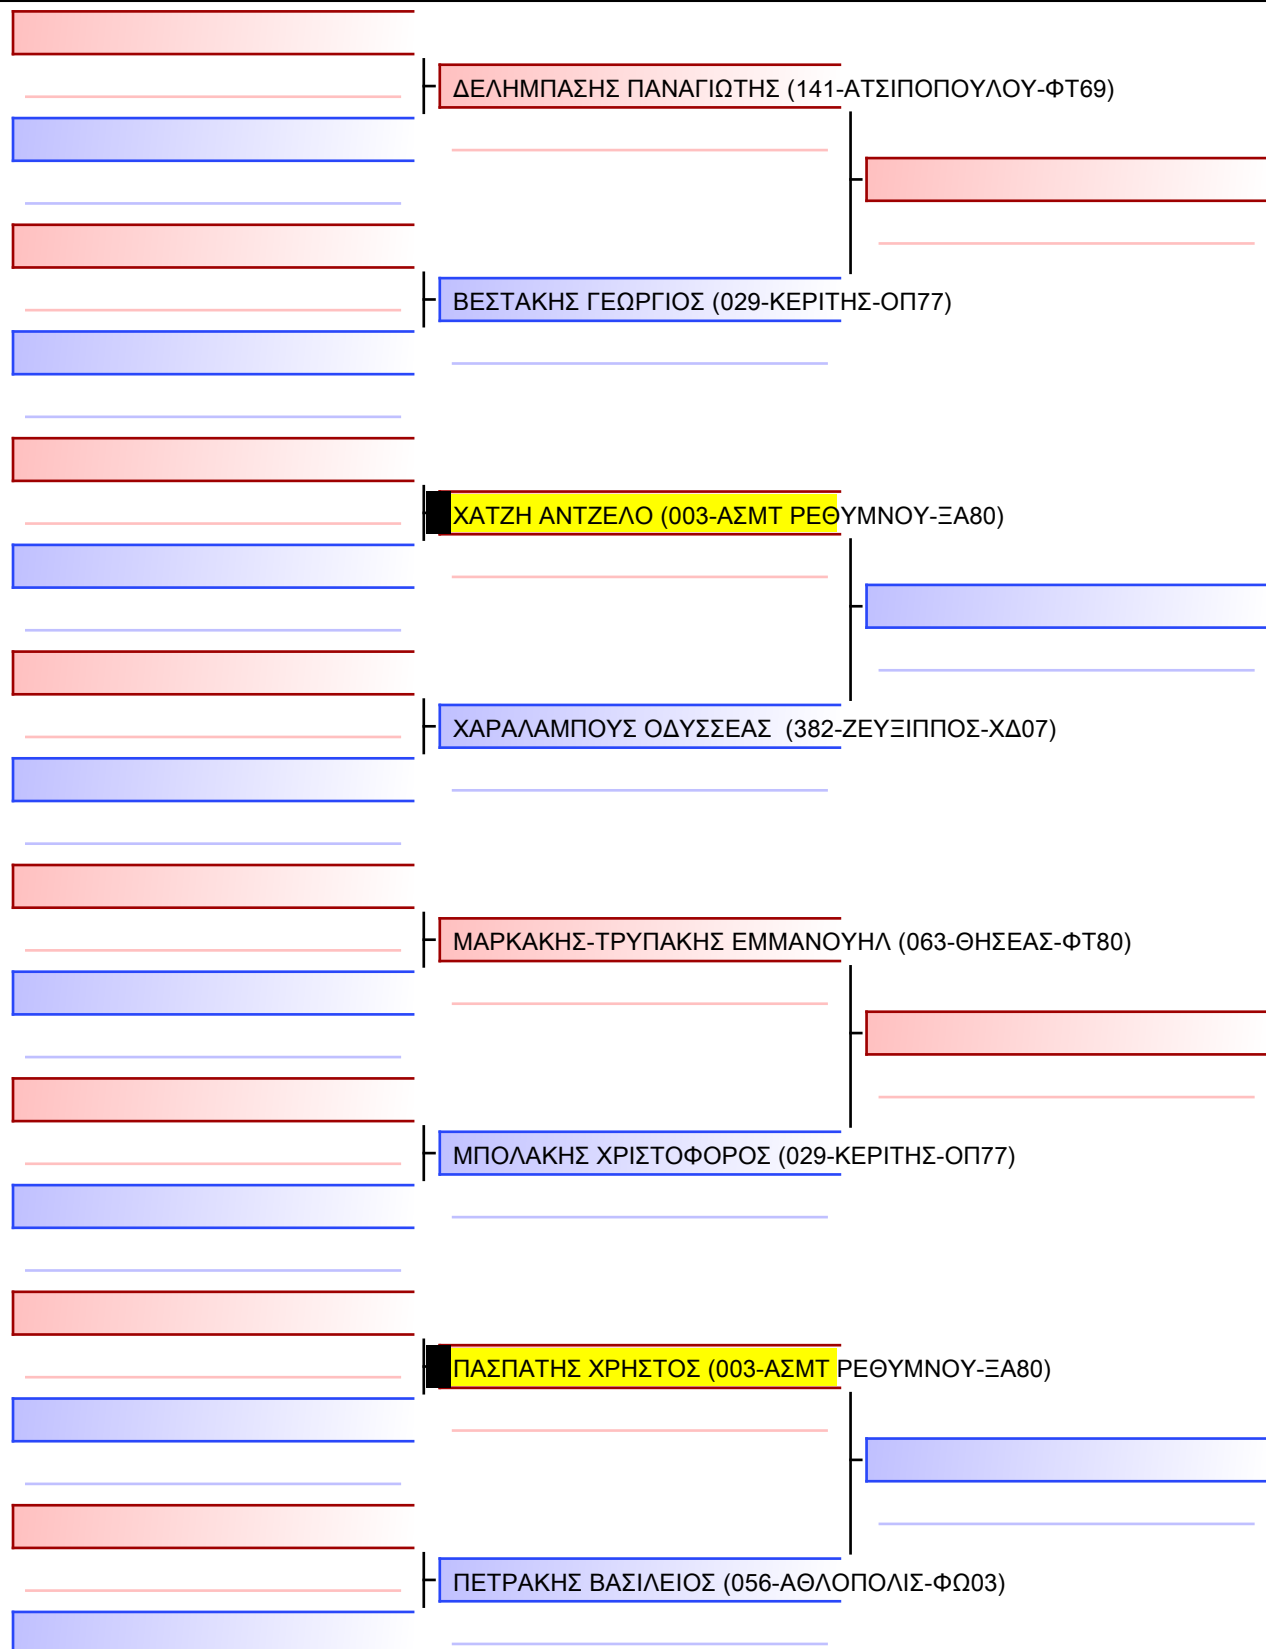 ΔΕΛΗΜΠΑΣΗΣ ΠΑΝΑΓΙΩΤΗΣ (141-ΑΤΣΙΠΟΠΟΥΛΟΥ-ΦΤ69)
ΒΕΣΤΑΚΗΣ ΓΕΩΡΓΙΟΣ (029-ΚΕΡΙΤΗΣ-ΟΠ77)
ΧΑΤΖΗ ΑΝΤΖΕΛΟ (003-ΑΣΜΤ ΡΕΘΥΜΝΟΥ-ΞΑ80)
ΧΑΡΑΛΑΜΠΟΥΣ ΟΔΥΣΣΕΑΣ (382-ΖΕΥΞΙΠΠΟΣ-ΧΔ07)
ΜΑΡΚΑΚΗΣ-ΤΡΥΠΑΚΗΣ ΕΜΜΑΝΟΥΗΛ (063-ΘΗΣΕΑΣ-ΦΤ80)
ΜΠΟΛΑΚΗΣ ΧΡΙΣΤΟΦΟΡΟΣ (029-ΚΕΡΙΤΗΣ-ΟΠ77)
ΠΑΣΠΑΤΗΣ ΧΡΗΣΤΟΣ (003-ΑΣΜΤ ΡΕΘΥΜΝΟΥ-ΞΑ80)
ΠΕΤΡΑΚΗΣ ΒΑΣΙΛΕΙΟΣ (056-ΑΘΛΟΠΟΛΙΣ-ΦΩ03)